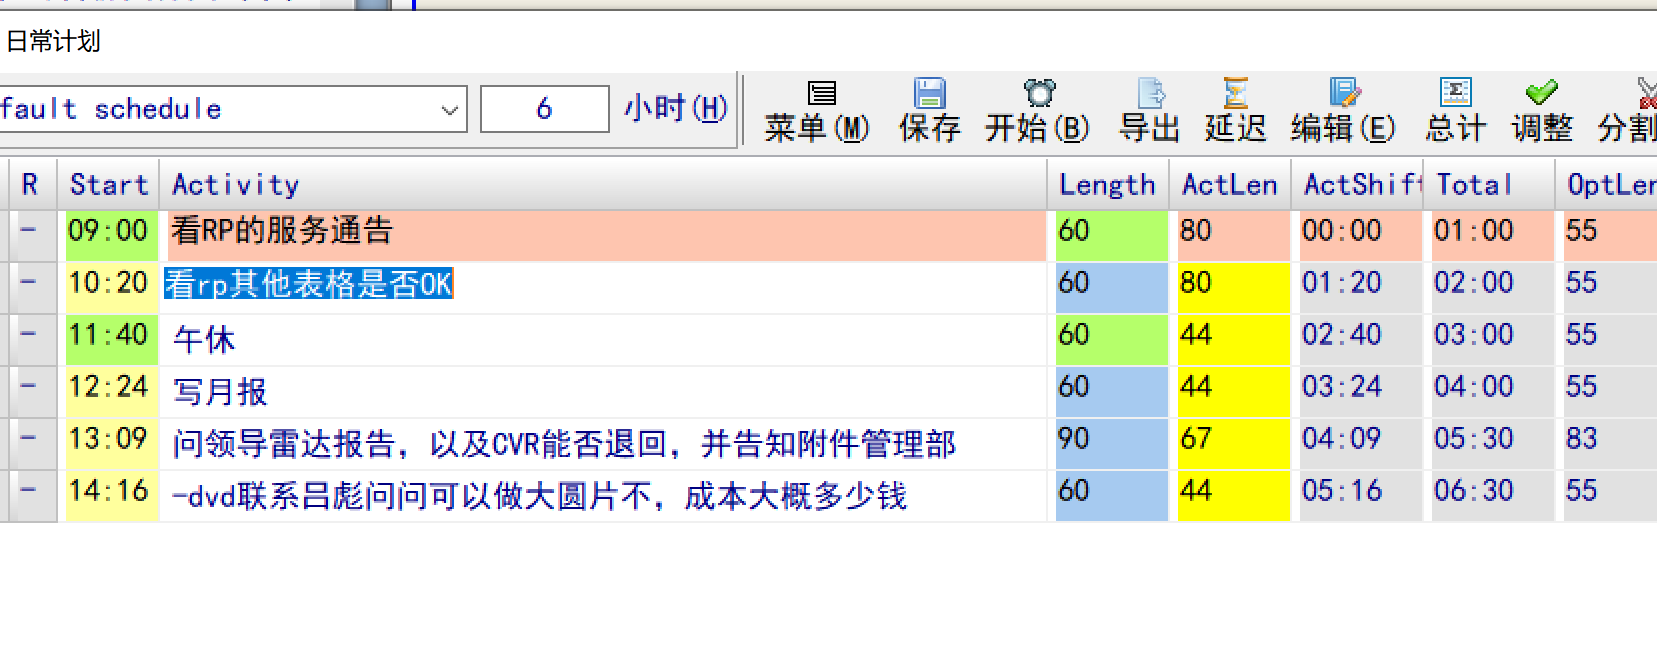 日常计划
fault schedule 6 小时(H) 菜单(M) 保存 开始(B) 导出 延迟 编辑(E) 总计 调整 分割
R Start Activity Length ActLen ActShift Total OptLen
- 09:00 看RP的服务通告 60 80 00:00 01:00 55
- 10:20 看rp其他表格是否OK 60 80 01:20 02:00 55
- 11:40 午休 60 44 02:40 03:00 55
- 12:24 写月报 60 44 03:24 04:00 55
- 13:09 问领导雷达报告，以及CVR能否退回，并告知附件管理部 90 67 04:09 05:30 83
- 14:16 -dvd联系吕彪问问可以做大圆片不，成本大概多少钱 60 44 05:16 06:30 55